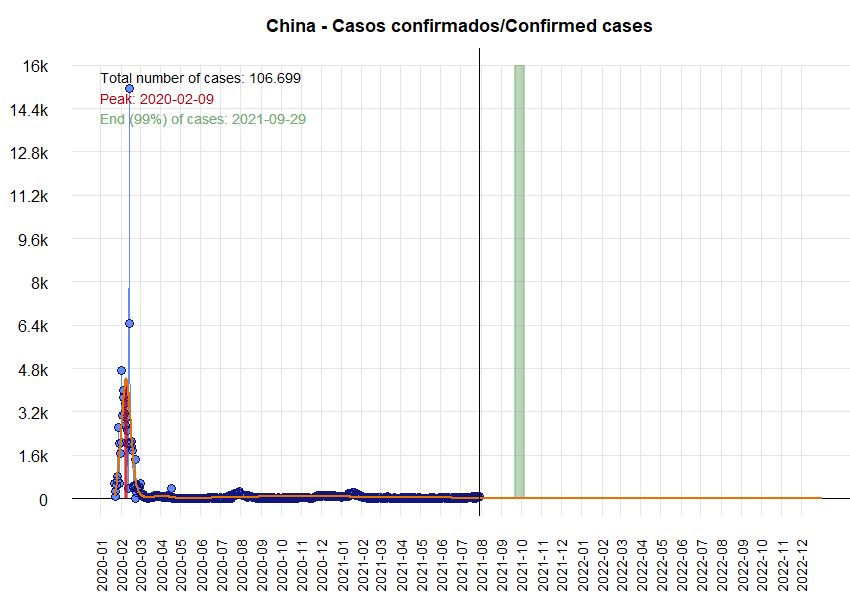 China - Casos confirmados/Confirmed cases
16k
14.4k
12.8k
11.2k
9.6k
8k
6.4k
4.8k
3.2k
1.6k
0
Total number of cases: 106.699
Peak: 2020-02-09
End (99%) of cases: 2021-09-29
2020-01
2020-02
2020-03
2020-04
2020-05
2020-06
2020-07
2020-08
2020-09
2020-10
2020-11
2020-12
2021-01
2021-02
2021-03
2021-04
2021-05
2021-06
2021-07
2021-08
2021-09
2021-10
2021-11
2021-12
2022-01
2022-02
2022-03
2022-04
2022-05
2022-06
2022-07
2022-08
2022-09
2022-10
2022-11
2022-12